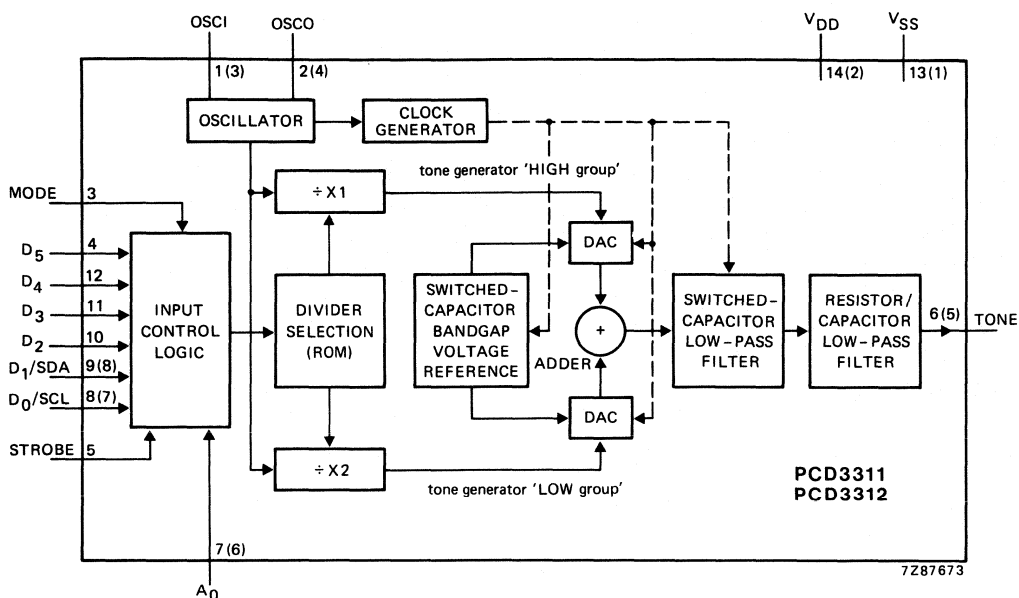 OSCI
OSCO
VDD
VSS
1 (3)
2 (4)
14 (2)
13 (1)
OSCILLATOR
CLOCK
GENERATOR
tone generator 'HIGH group'
MODE
3
÷ X1
DAC
D5
4
D4
12
D3
11
D2
10
D1/SDA
9 (8)
D0/SCL
8 (7)
STROBE
5
INPUT
CONTROL
LOGIC
DIVIDER
SELECTION
(ROM)
SWITCHED–
CAPACITOR
BANDGAP
VOLTAGE
REFERENCE
+
ADDER
SWITCHED–
CAPACITOR
LOW–PASS
FILTER
RESISTOR/
CAPACITOR
LOW–PASS
FILTER
6 (5)
TONE
DAC
÷ X2
tone generator 'LOW group'
PCD3311
PCD3312
7 (6)
A0
7Z87673